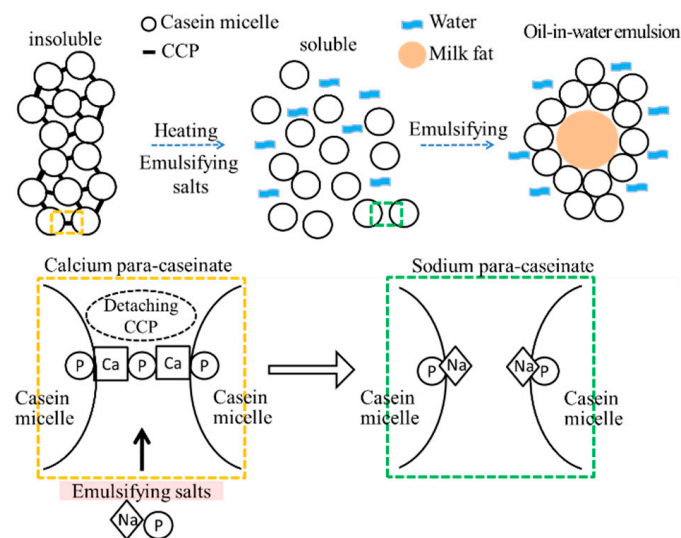 insoluble
Casein micelle
CCP
soluble
Water
Milk fat
Oil-in-water emulsion
Heating
Emulsifying
salts
Emulsifying
Calcium para-caseinate
Sodium para-caseinate
Detaching
CCP
P Ca P Ca P
P Na
Na P
Casein
micelle
Casein
micelle
Casein
micelle
Casein
micelle
Emulsifying salts
Na P